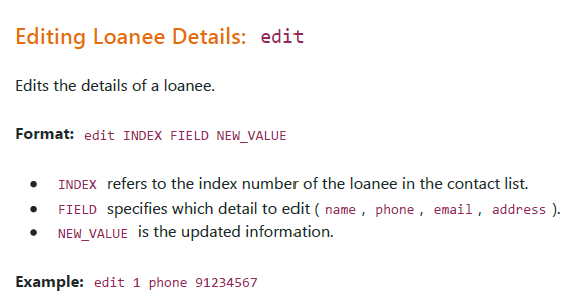 Editing Loanee Details: edit
Edits the details of a loanee.
Format: edit INDEX FIELD NEW_VALUE
● INDEX refers to the index number of the loanee in the contact list.
● FIELD specifies which detail to edit ( name , phone , email , address ).
● NEW_VALUE is the updated information.
Example: edit 1 phone 91234567